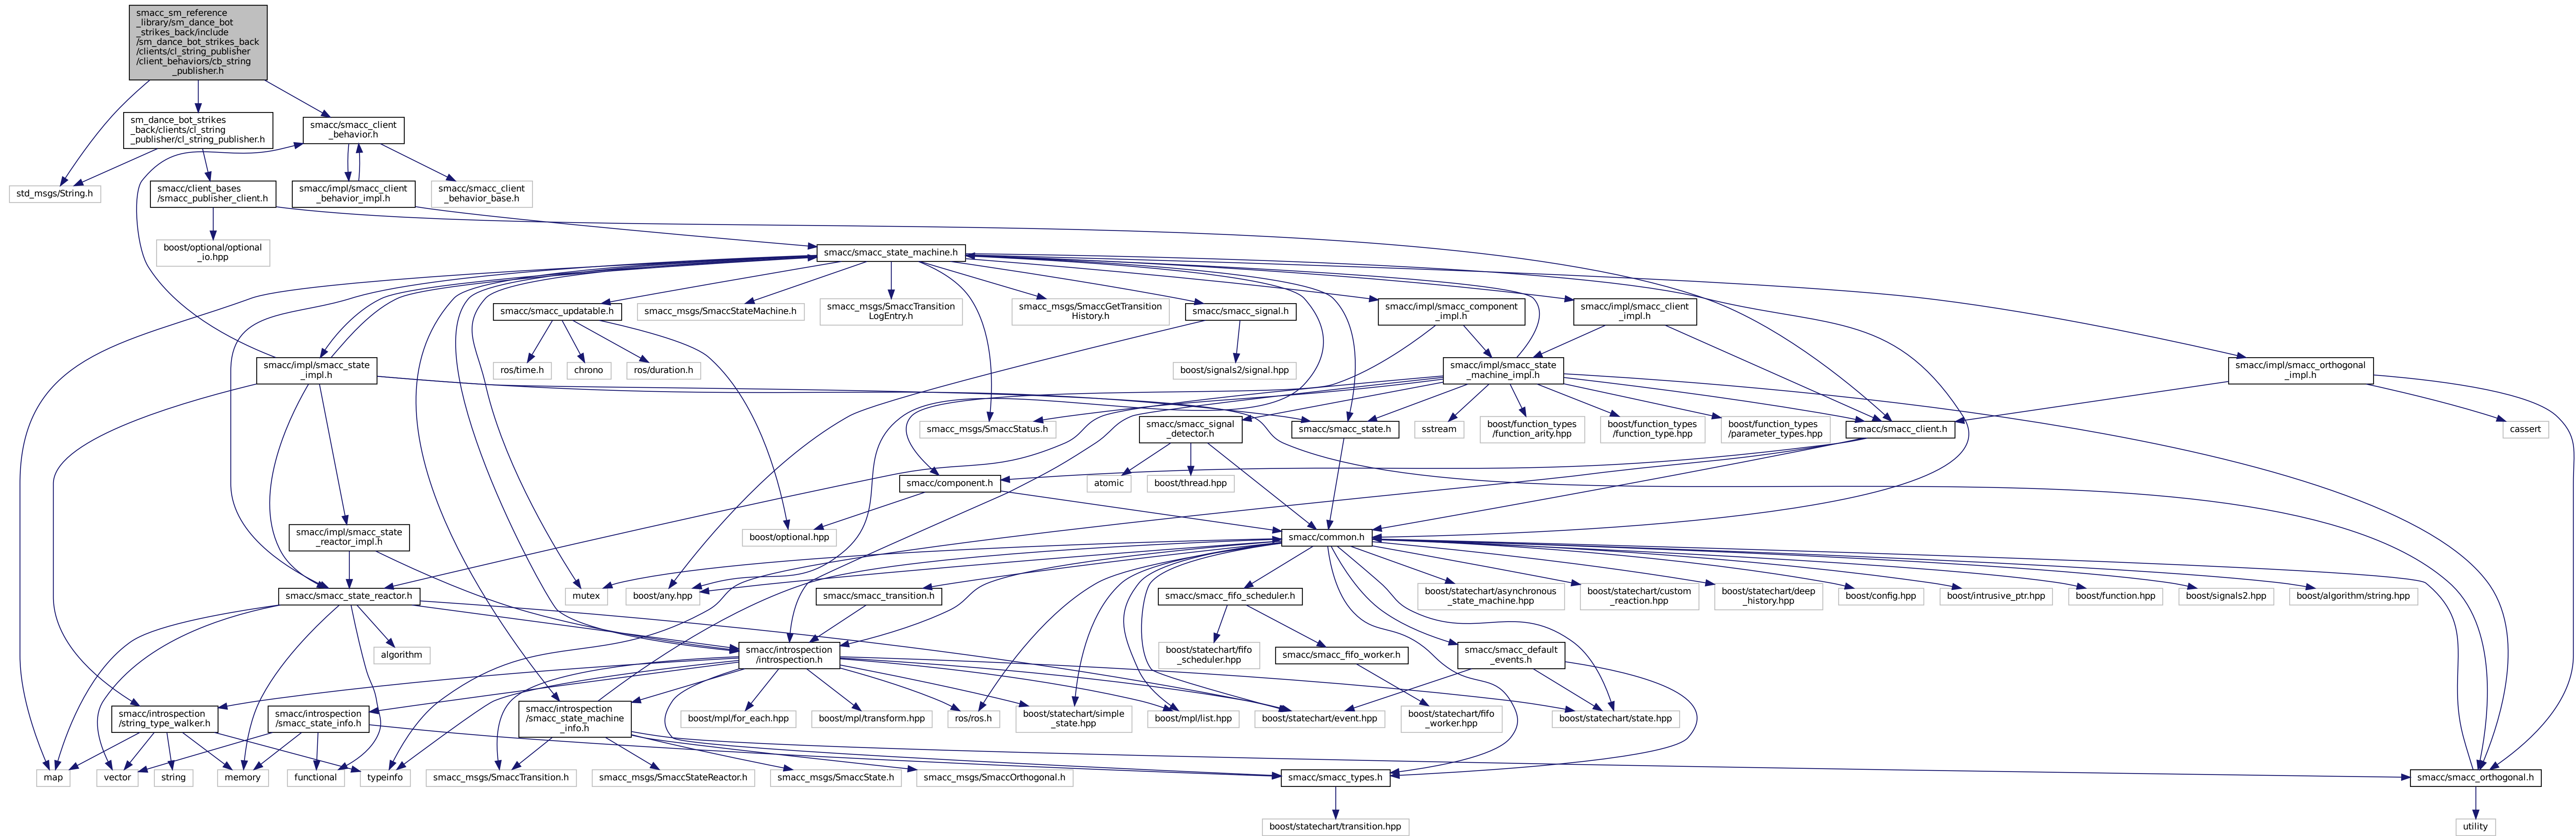 smacc_sm_reference
_library/sm_dance_bot
_strikes_back/include
/sm_dance_bot_strikes_back
/clients/cl_string_publisher
/client_behaviors/cb_string
_publisher.h
sm_dance_bot_strikes
_back/clients/cl_string
_publisher/cl_string_publisher.h
smacc/smacc_client
_behavior.h
std_msgs/String.h
smacc/client_bases
/smacc_publisher_client.h
smacc/impl/smacc_client
_behavior_impl.h
smacc/smacc_client
_behavior_base.h
boost/optional/optional
_io.hpp
smacc/smacc_state_machine.h
smacc/smacc_updatable.h
smacc_msgs/SmaccStateMachine.h
smacc_msgs/SmaccTransition
LogEntry.h
smacc_msgs/SmaccGetTransition
History.h
smacc/smacc_signal.h
smacc/impl/smacc_component
_impl.h
smacc/impl/smacc_client
_impl.h
smacc/impl/smacc_state
_impl.h
ros/time.h
chrono
ros/duration.h
boost/signals2/signal.hpp
smacc/impl/smacc_state
_machine_impl.h
smacc/impl/smacc_orthogonal
_impl.h
smacc_msgs/SmaccStatus.h
smacc/smacc_signal
_detector.h
smacc/smacc_state.h
sstream
boost/function_types
/function_arity.hpp
boost/function_types
/function_type.hpp
boost/function_types
/parameter_types.hpp
smacc/smacc_client.h
cassert
smacc/component.h
atomic
boost/thread.hpp
smacc/impl/smacc_state
_reactor_impl.h
boost/optional.hpp
smacc/common.h
smacc/smacc_state_reactor.h
mutex
boost/any.hpp
smacc/smacc_transition.h
smacc/smacc_fifo_scheduler.h
boost/statechart/asynchronous
_state_machine.hpp
boost/statechart/custom
_reaction.hpp
boost/statechart/deep
_history.hpp
boost/config.hpp
boost/intrusive_ptr.hpp
boost/function.hpp
boost/signals2.hpp
boost/algorithm/string.hpp
algorithm
smacc/introspection
/introspection.h
boost/statechart/fifo
_scheduler.hpp
smacc/smacc_fifo_worker.h
smacc/smacc_default
_events.h
smacc/introspection
/string_type_walker.h
smacc/introspection
/smacc_state_info.h
smacc/introspection
/smacc_state_machine
_info.h
boost/mpl/for_each.hpp
boost/mpl/transform.hpp
ros/ros.h
boost/statechart/simple
_state.hpp
boost/mpl/list.hpp
boost/statechart/event.hpp
boost/statechart/fifo
_worker.hpp
boost/statechart/state.hpp
map
vector
string
memory
functional
typeinfo
smacc_msgs/SmaccTransition.h
smacc_msgs/SmaccStateReactor.h
smacc_msgs/SmaccState.h
smacc_msgs/SmaccOrthogonal.h
smacc/smacc_types.h
smacc/smacc_orthogonal.h
boost/statechart/transition.hpp
utility